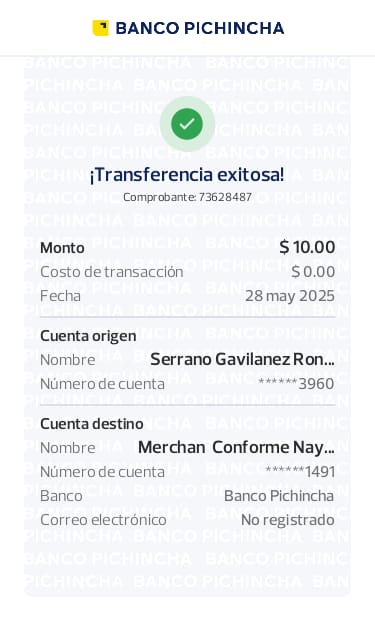 BANCO PICHINCHA
¡Transferencia exitosa!
Comprobante: 73628487
Monto $ 10.00
Costo de transacción $ 0.00
Fecha 28 may 2025
Cuenta origen
Nombre Serrano Gavilanez Ron...
Número de cuenta ******3960
Cuenta destino
Nombre Merchan Conforme Nay...
Número de cuenta ******1491
Banco Banco Pichincha
Correo electrónico No registrado